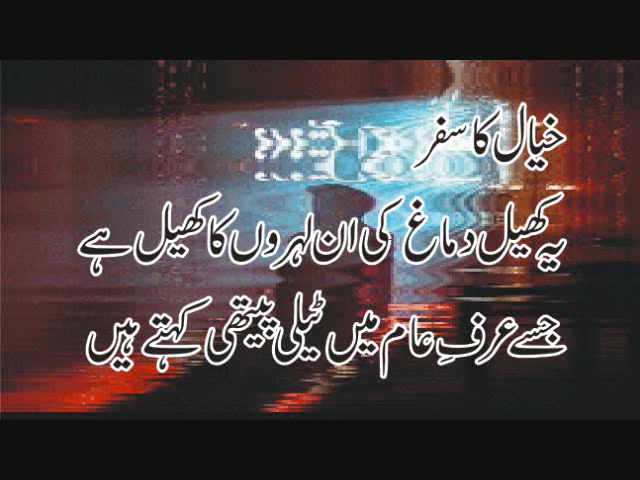 خیال کا سفر
یہ کھیل دماغ کی ان لہروں کا کھیل ہے
جسے عرفِ عام میں ٹیلی پیتھی کہتے ہیں